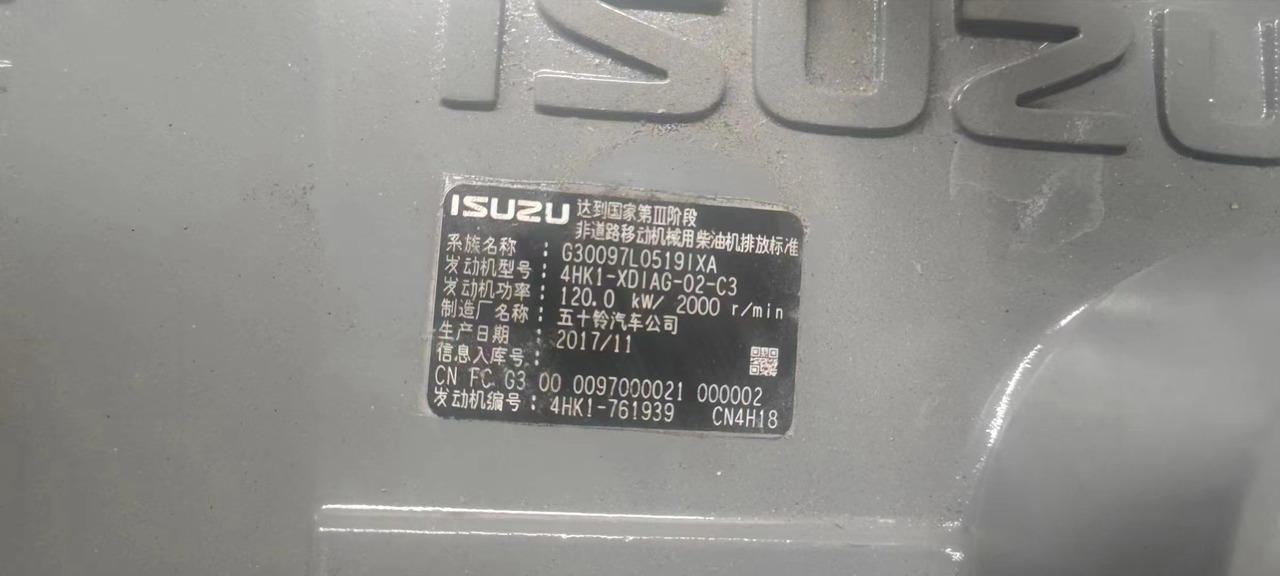 ISUZU
ISUZU 达到国家第III阶段
非道路移动机械用柴油机排放标准
系族名称 : G30097L0519IXA
发动机型号 : 4HK1-XDIAG-02-C3
发动机功率 : 120.0 kW/ 2000 r/min
制造厂名称 : 五十铃汽车公司
生产日期 : 2017/11
信息入库号 :
CN FC G3 00 0097000021 000002
发动机编号 : 4HK1-761939 CN4H18